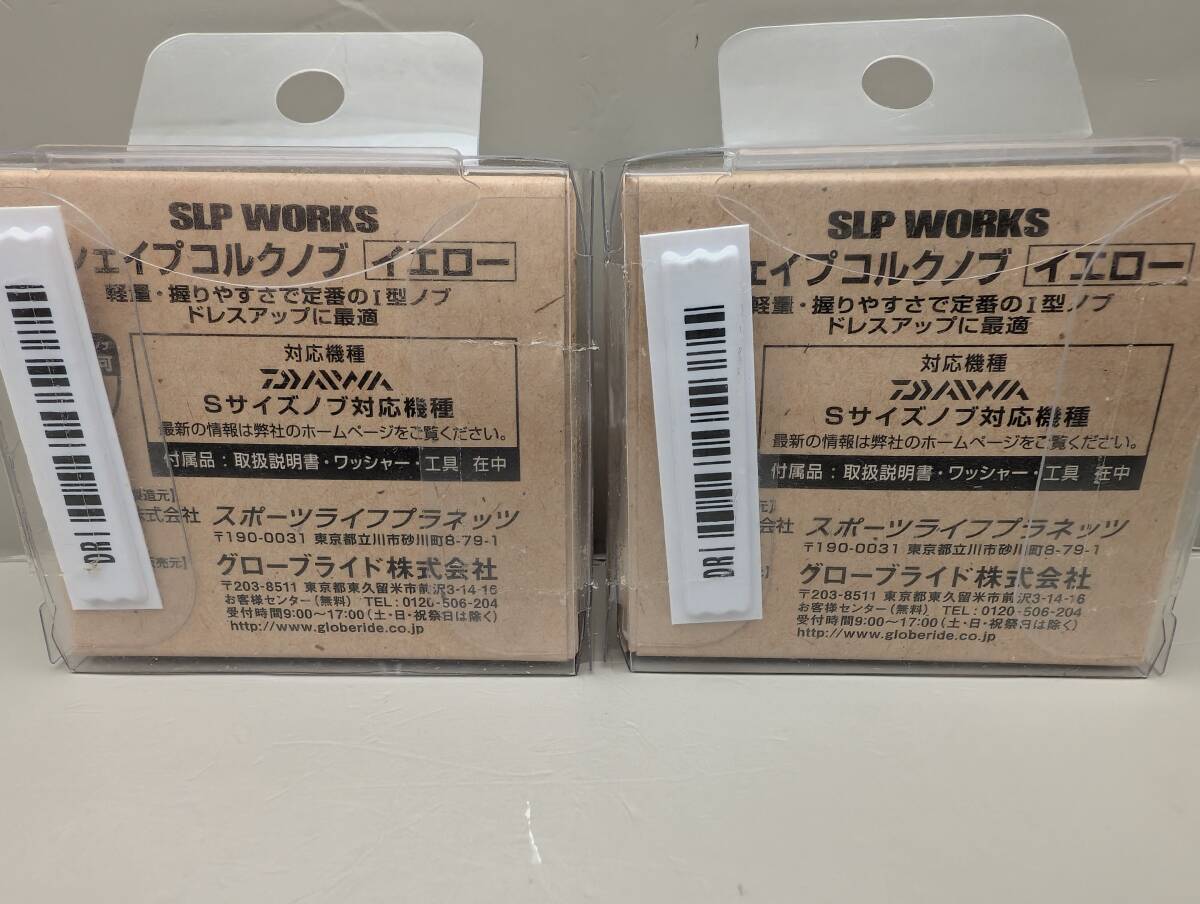 SLP WORKS
シェイプコルクノブ イエロー
軽量・握りやすさで定番のI型ノブ
ドレスアップに最適
可
対応機種
DAIWA
Sサイズノブ対応機種
最新の情報は弊社のホームページをご覧ください。
付属品：取扱説明書・ワッシャー・工具 在中
製造元】
株式会社 スポーツライフプラネッツ
〒190-0031 東京都立川市砂川町8-79-1
販売元】
グローブライド株式会社
〒203-8511 東京都東久留米市前沢3-14-16
お客様センター(無料) TEL：0120-506-204
受付時間9:00〜17:00(土・日・祝祭日は除く)
http://www.globeride.co.jp
DRI
SLP WORKS
ェイプコルクノブ イエロー
軽量・握りやすさで定番のI型ノブ
ドレスアップに最適
対応機種
DAIWA
Sサイズノブ対応機種
最新の情報は弊社のホームページをご覧ください。
付属品：取扱説明書・ワッシャー・工具 在中
元】
会社 スポーツライフプラネッツ
〒190-0031 東京都立川市砂川町8-79-1
グローブライド株式会社
〒203-8511 東京都東久留米市前沢3-14-16
お客様センター(無料) TEL：0120-506-204
受付時間9:00〜17:00(土・日・祝祭日は除く)
http://www.globeride.co.jp
DRI